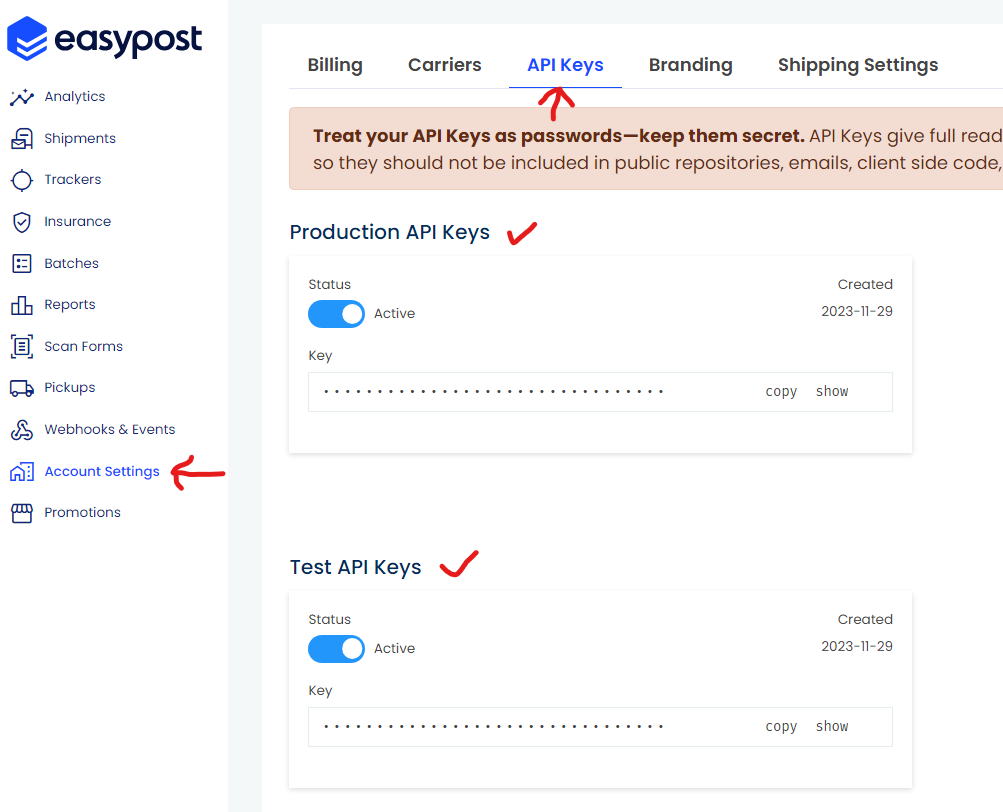 easypost
Analytics
Shipments
Trackers
Insurance
Batches
Reports
Scan Forms
Pickups
Webhooks & Events
Account Settings
Promotions
Billing Carriers API Keys Branding Shipping Settings
Treat your API Keys as passwords—keep them secret. API Keys give full read
so they should not be included in public repositories, emails, client side code,
Production API Keys
Status Created
Active 2023-11-29
Key
copy show
Test API Keys
Status Created
Active 2023-11-29
Key
copy show